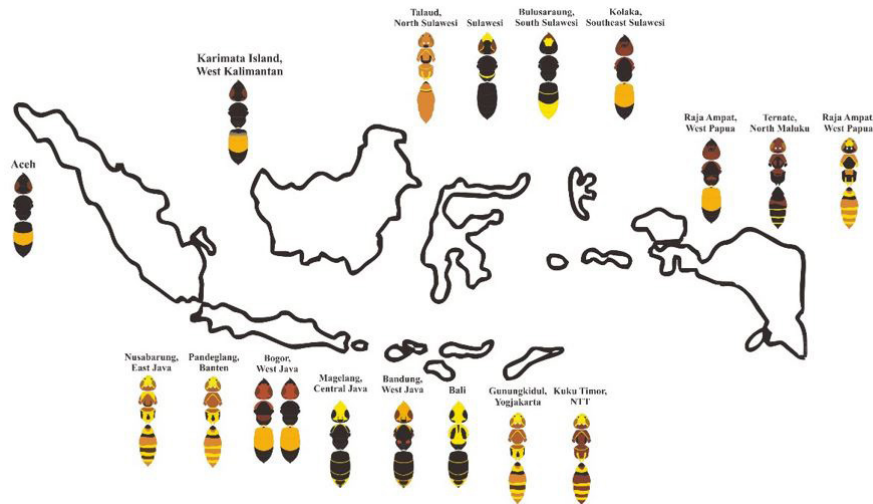 Talaud,
North Sulawesi
Sulawesi
Bulusaraung,
South Sulawesi
Kolaka,
Southeast Sulawesi
Karimata Island,
West Kalimantan
Raja Ampat,
West Papua
Ternate,
North Maluku
Raja Ampat
West Papua
Aceh
Nusabarung,
East Java
Pandeglang,
Banten
Bogor,
West Java
Magelang,
Central Java
Bandung,
West Java
Bali
Gunungkidul,
Yogjakarta
Kuku Timor,
NTT